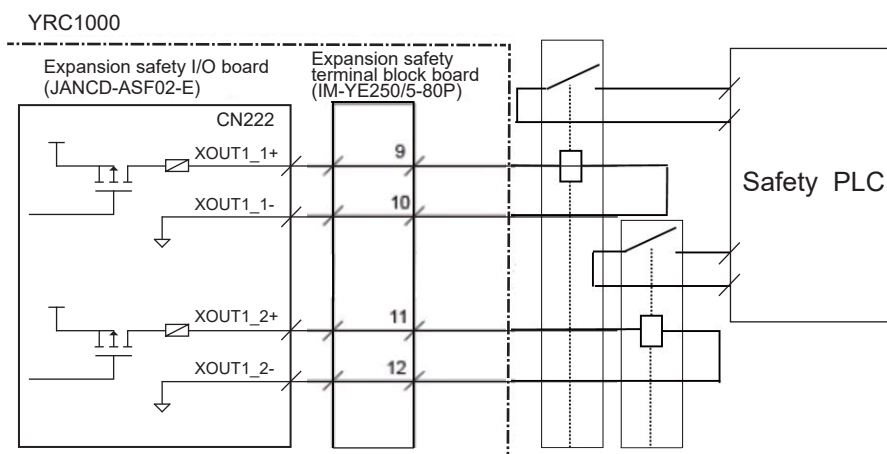 YRC1000
Expansion safety I/O board
(JANCD-ASF02-E)
Expansion safety
terminal block board
(IM-YE250/5-80P)
CN222
XOUT1_1+
9
XOUT1_1-
10
Safety PLC
XOUT1_2+
11
XOUT1_2-
12